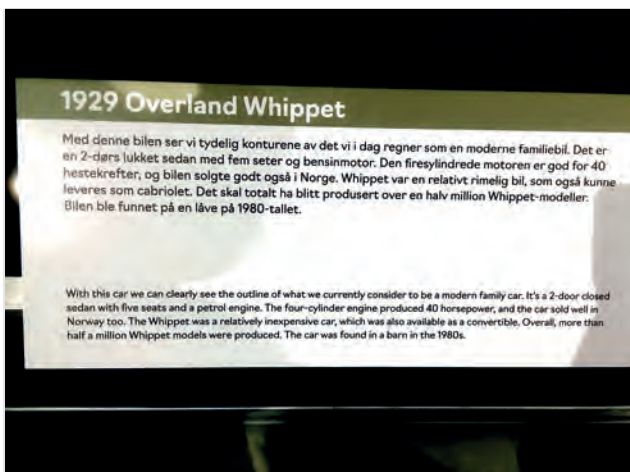 1929 Overland Whippet
Med denne bilen ser vi tydelig konturene av det vi i dag regner som en moderne familiebil. Det er
en 2-dørs lukket sedan med fem seter og bensinmotor. Den firesylindrede motoren er god for 40
hestekrefter, og bilen solgte godt også i Norge. Whippet var en relativt rimelig bil, som også kunne
leveres som cabriolet. Det skal totalt ha blitt produsert over en halv million Whippet-modeller.
Bilen ble funnet på en låve på 1980-tallet.
With this car we can clearly see the outline of what we currently consider to be a modern family car. It's a 2-door closed
sedan with five seats and a petrol engine. The four-cylinder engine produced 40 horsepower, and the car sold well in
Norway too. The Whippet was a relatively inexpensive car, which was also available as a convertible. Overall, more than
half a million Whippet models were produced. The car was found in a barn in the 1980s.